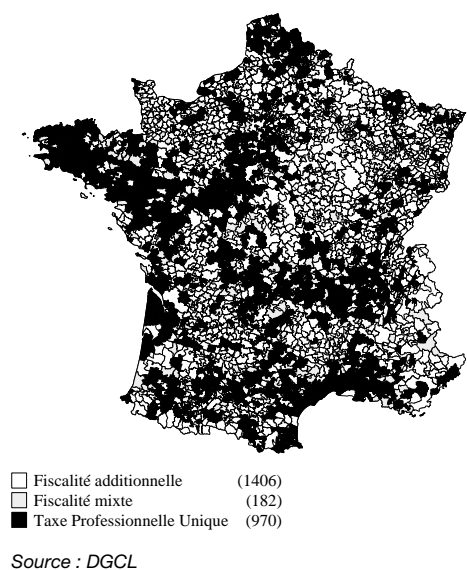 Fiscalité additionnelle (1406)
Fiscalité mixte (182)
Taxe Professionnelle Unique (970)
Source : DGCL